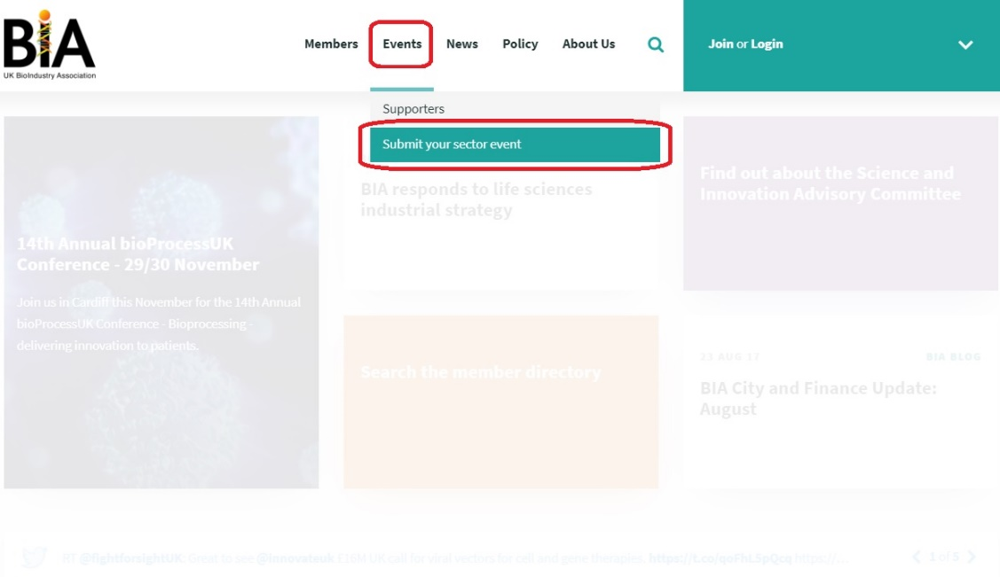 BIA
UK BioIndustry Association
Members Events News Policy About Us
Join or Login
Supporters
Submit your sector event
14th Annual bioProcessUK
Conference - 29/30 November
Join us in Cardiff this November for the 14th Annual
bioProcessUK Conference - Bioprocessing -
delivering innovation to patients.
BIA responds to life sciences
industrial strategy
Search the member directory
Find out about the Science and
Innovation Advisory Committee
23 AUG 17 BIA BLOG
BIA City and Finance Update:
August
RT @fightforsightUK: Great to see @innovateuk £16M UK call for viral vectors for cell and gene therapies. https://t.co/qoFhL5pQcq https://…
1 of 5